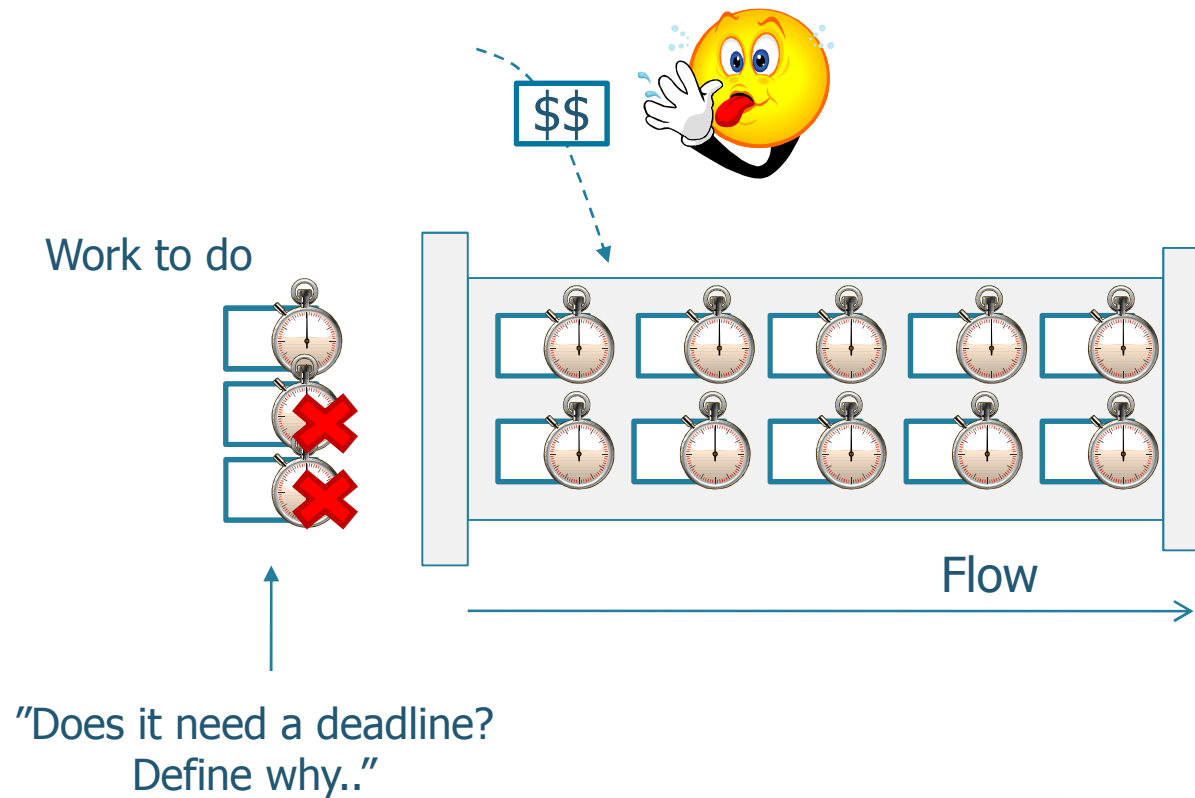 $$
Work to do
Flow
”Does it need a deadline?
Define why..”